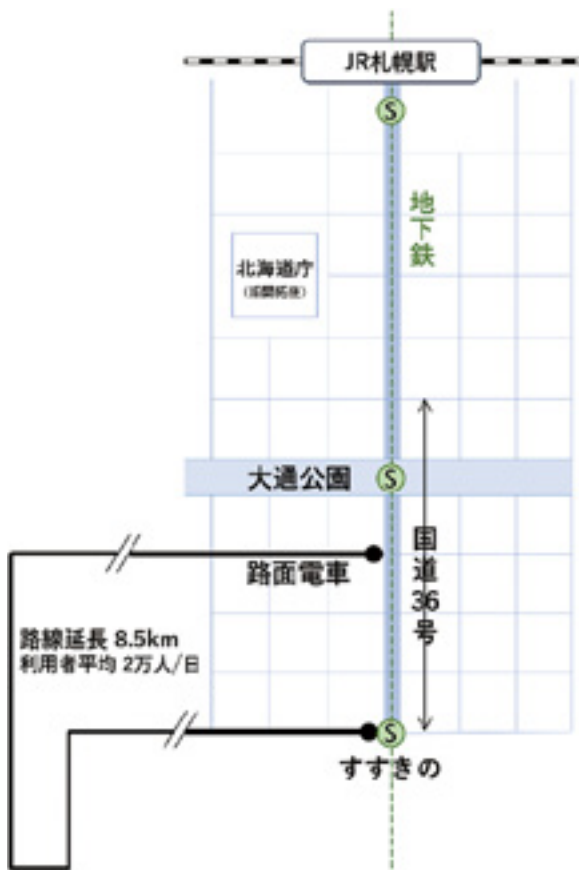 JR札幌駅
S
地下鉄
北海道庁
大通公園
S
国道36号
路面電車
路線延長 8.5km
利用者平均 2万人/日
S
すすきの